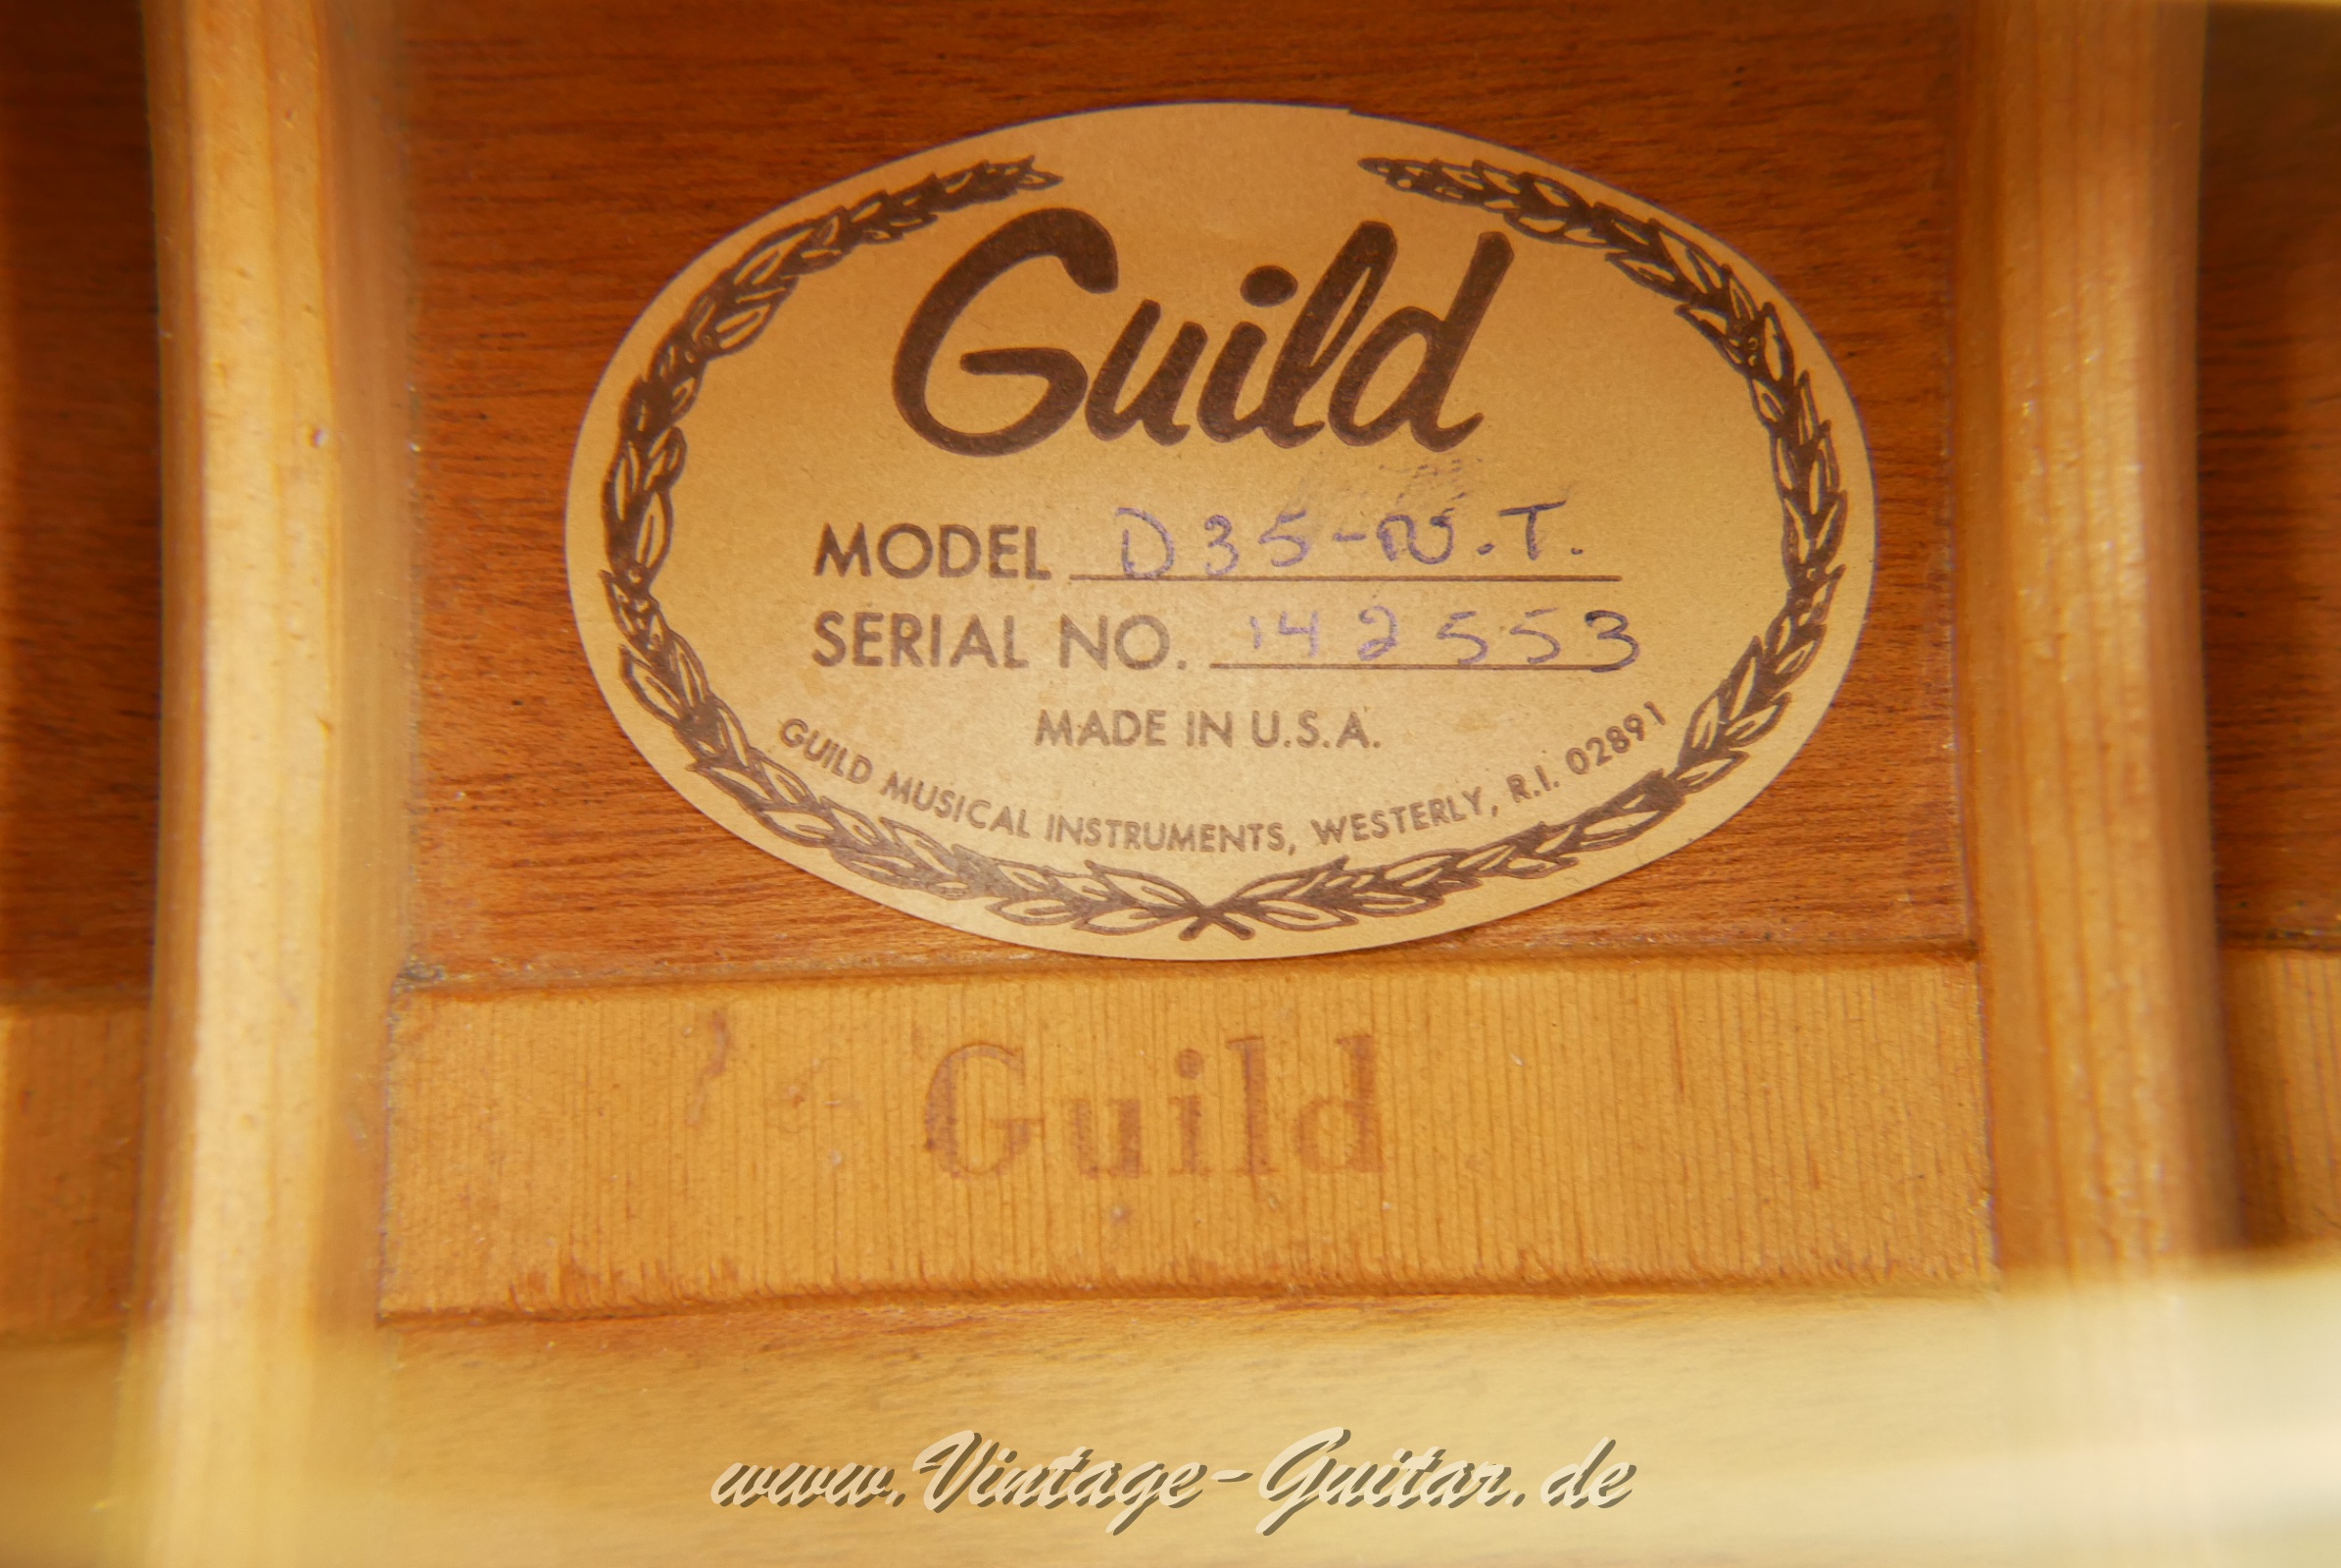 Guild
MODEL D35-N.T.
SERIAL NO. 142553
MADE IN U.S.A.
GUILD MUSICAL INSTRUMENTS, WESTERLY, R.I. 02891
Guild
www.Vintage-Guitar.de